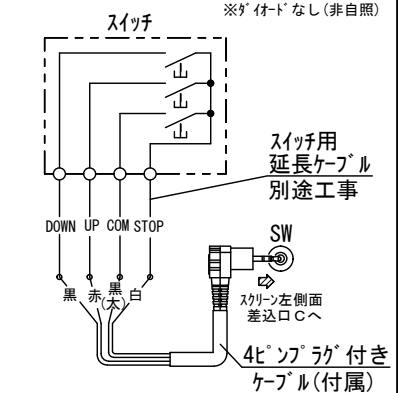 ※ダイオードなし(非自照)
スイッチ
スイッチ用
延長ケーブル
別途工事
DOWN UP COM STOP
SW
黒 赤 黒(太) 白
スクリーン左側面
差込口Cへ
4ピンプラグ付き
ケーブル(付属)